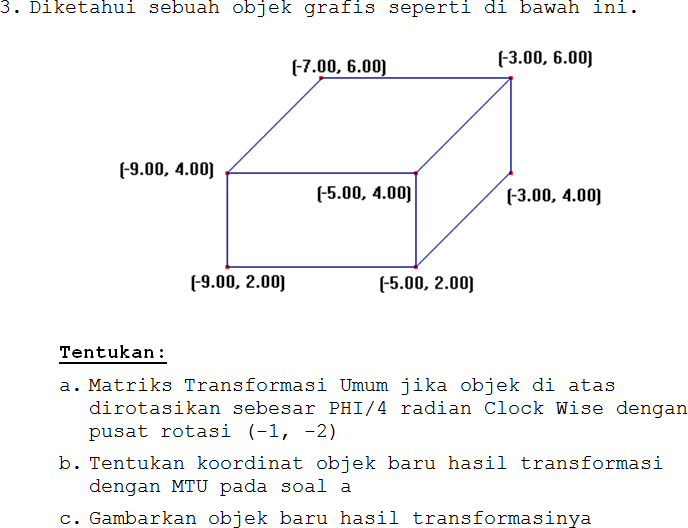 3. Diketahui sebuah objek grafis seperti di bawah ini.
(-7.00, 6.00)
(-3.00, 6.00)
(-9.00, 4.00)
(-5.00, 4.00)
(-3.00, 4.00)
(-9.00, 2.00)
(-5.00, 2.00)
Tentukan:
a. Matriks Transformasi Umum jika objek di atas
dirotasikan sebesar PHI/4 radian Clock Wise dengan
pusat rotasi (-1, -2)
b. Tentukan koordinat objek baru hasil transformasi
dengan MTU pada soal a
c. Gambarkan objek baru hasil transformasinya